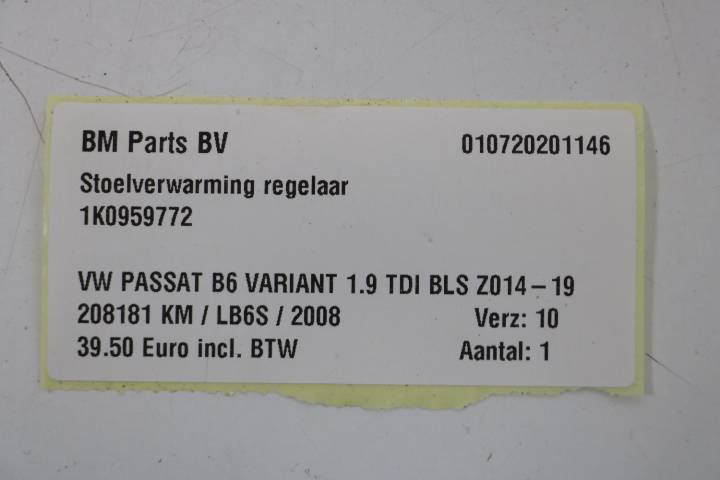 BM Parts BV 010720201146
Stoelverwarming regelaar
1K0959772
VW PASSAT B6 VARIANT 1.9 TDI BLS Z014-19
208181 KM / LB6S / 2008 Verz: 10
39.50 Euro incl. BTW Aantal: 1